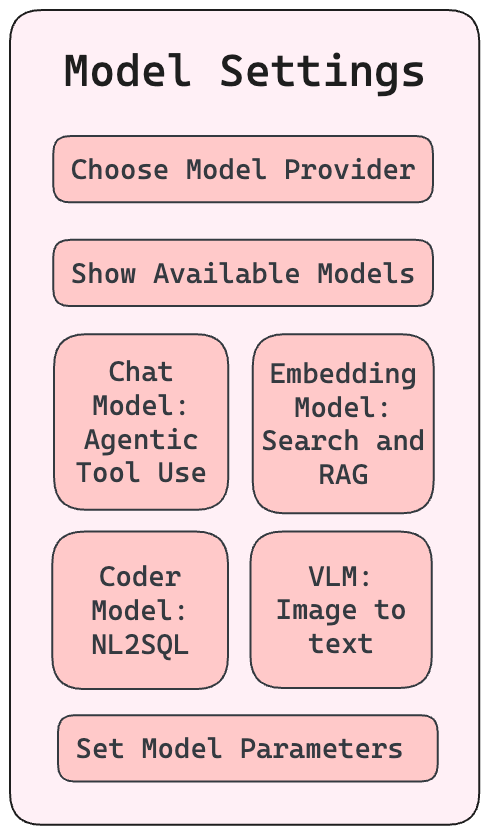 Model Settings
Choose Model Provider
Show Available Models
Chat
Model:
Agentic
Tool Use
Embedding
Model:
Search and
RAG
Coder
Model:
NL2SQL
VLM:
Image to
text
Set Model Parameters